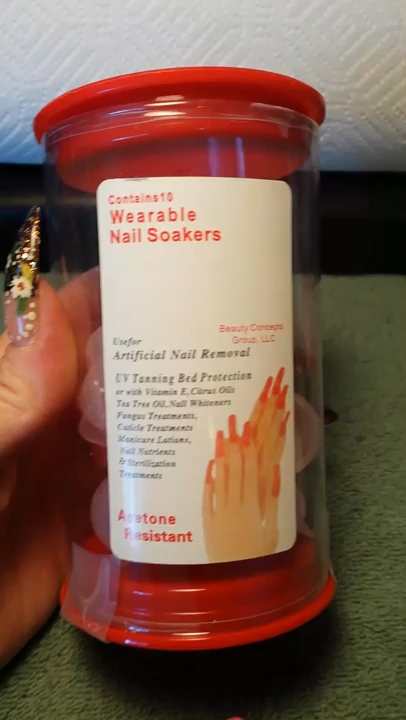 Contains10
Wearable
Nail Soakers
Beauty Concepts
Group, LLC
Usefor
Artificial Nail Removal
UV Tanning Bed Protection
or with Vitamin E, Citrus Oils
Tea Tree Oil, Nail Whiteners
Fungus Treatments,
Cuticle Treatments
Manicure Lotions,
Nail Nutrients
& Sterilization
Treatments
Acetone
Resistant